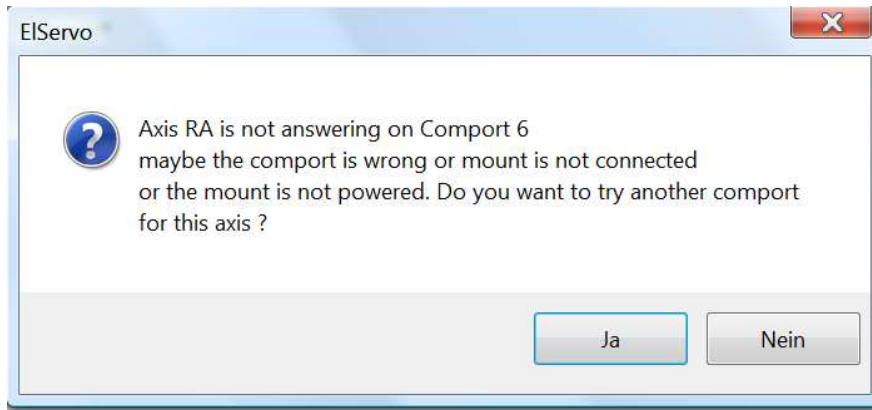 ElServo
Axis RA is not answering on Comport 6
maybe the comport is wrong or mount is not connected
or the mount is not powered. Do you want to try another comport
for this axis ?
Ja
Nein